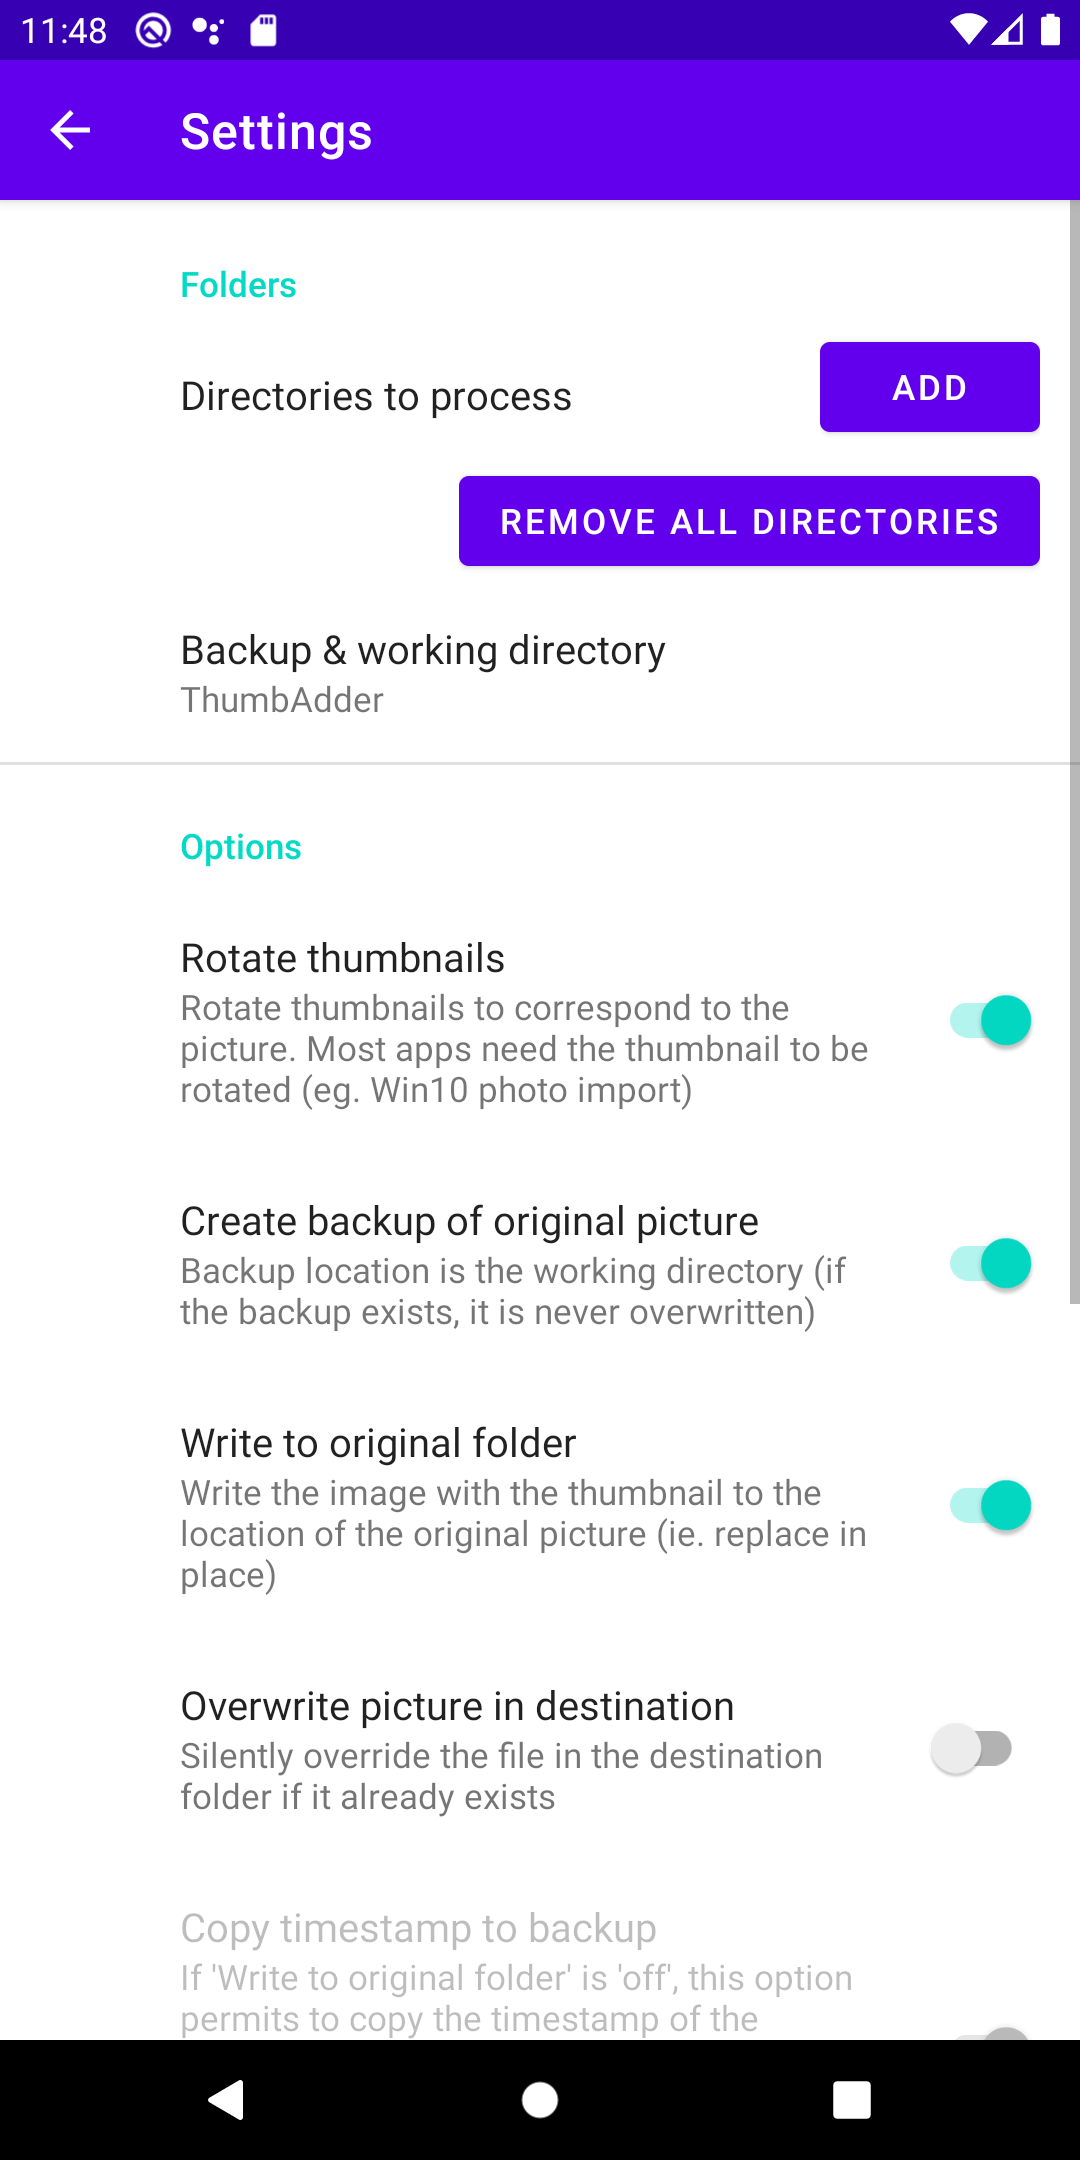 11:48
Settings
Folders
Directories to process
ADD
REMOVE ALL DIRECTORIES
Backup & working directory
ThumbAdder
Options
Rotate thumbnails
Rotate thumbnails to correspond to the
picture. Most apps need the thumbnail to be
rotated (eg. Win10 photo import)
Create backup of original picture
Backup location is the working directory (if
the backup exists, it is never overwritten)
Write to original folder
Write the image with the thumbnail to the
location of the original picture (ie. replace in
place)
Overwrite picture in destination
Silently override the file in the destination
folder if it already exists
Copy timestamp to backup
If 'Write to original folder' is 'off', this option
permits to copy the timestamp of the